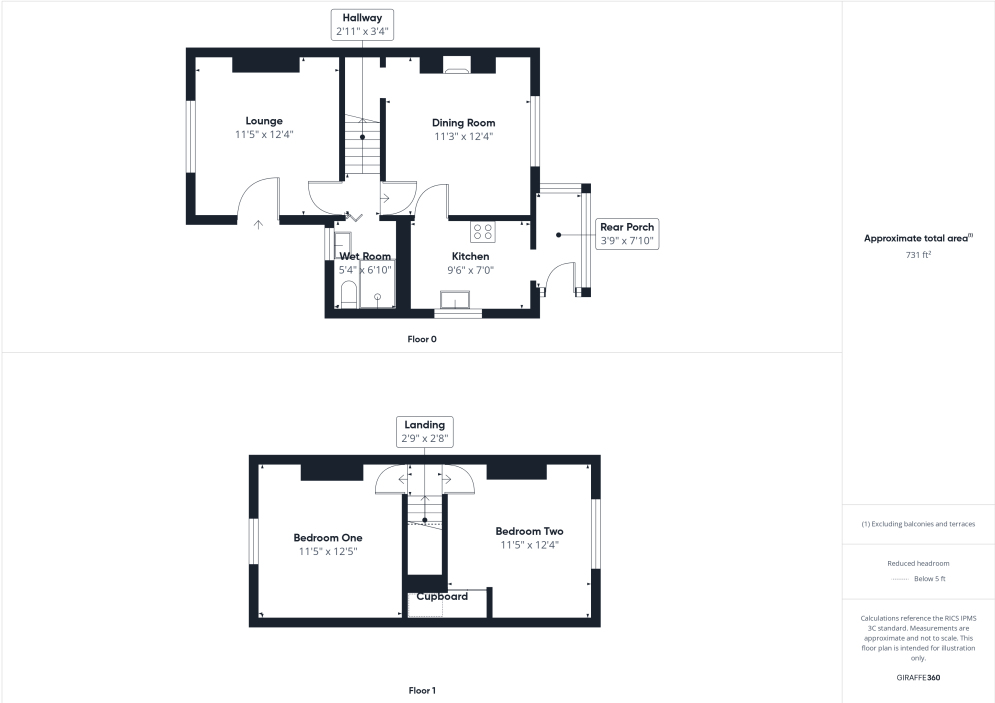 Hallway
2'11" x 3'4"
Lounge
11'5" x 12'4"
Dining Room
11'3" x 12'4"
Rear Porch
3'9" x 7'10"
Wet Room
5'4" x 6'10"
Kitchen
9'6" x 7'0"
Floor 0
Landing
2'9" x 2'8"
Bedroom One
11'5" x 12'5"
Bedroom Two
11'5" x 12'4"
Cupboard
Floor 1
Approximate total area⁽¹⁾
731 ft²
(1) Excluding balconies and terraces
Reduced headroom
Below 5 ft
Calculations reference the RICS IPMS
3C standard. Measurements are
approximate and not to scale. This
floor plan is intended for illustration
only.
GIRAFFE360